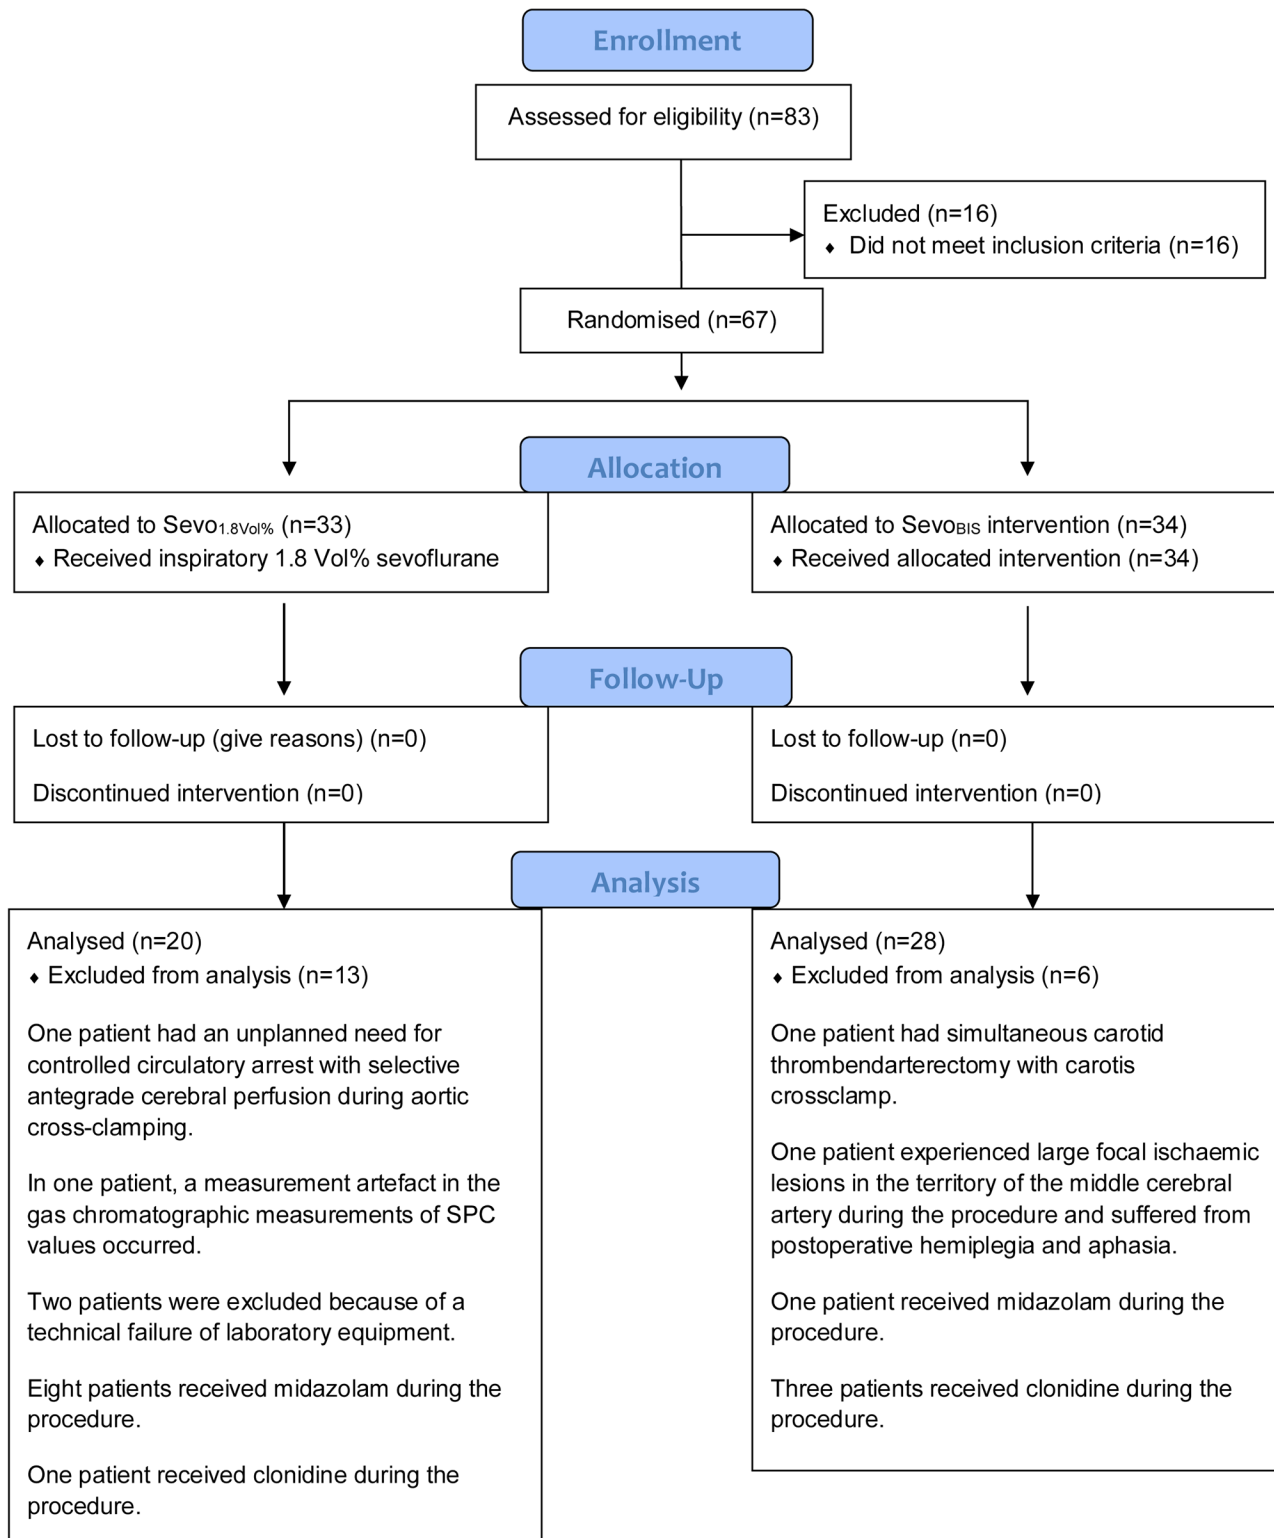 Enrollment
Assessed for eligibility (n=83)
Excluded (n=16)
♦ Did not meet inclusion criteria (n=16)
Randomised (n=67)
Allocation
Allocated to Sevo1.8Vol% (n=33)
♦ Received inspiratory 1.8 Vol% sevoflurane
Allocated to SevoBIS intervention (n=34)
♦ Received allocated intervention (n=34)
Follow-Up
Lost to follow-up (give reasons) (n=0)
Discontinued intervention (n=0)
Lost to follow-up (n=0)
Discontinued intervention (n=0)
Analysis
Analysed (n=20)
♦ Excluded from analysis (n=13)
One patient had an unplanned need for
controlled circulatory arrest with selective
antegrade cerebral perfusion during aortic
cross-clamping.
In one patient, a measurement artefact in the
gas chromatographic measurements of SPC
values occurred.
Two patients were excluded because of a
technical failure of laboratory equipment.
Eight patients received midazolam during the
procedure.
One patient received clonidine during the
procedure.
Analysed (n=28)
♦ Excluded from analysis (n=6)
One patient had simultaneous carotid
thrombendarterectomy with carotis
crossclamp.
One patient experienced large focal ischaemic
lesions in the territory of the middle cerebral
artery during the procedure and suffered from
postoperative hemiplegia and aphasia.
One patient received midazolam during the
procedure.
Three patients received clonidine during the
procedure.